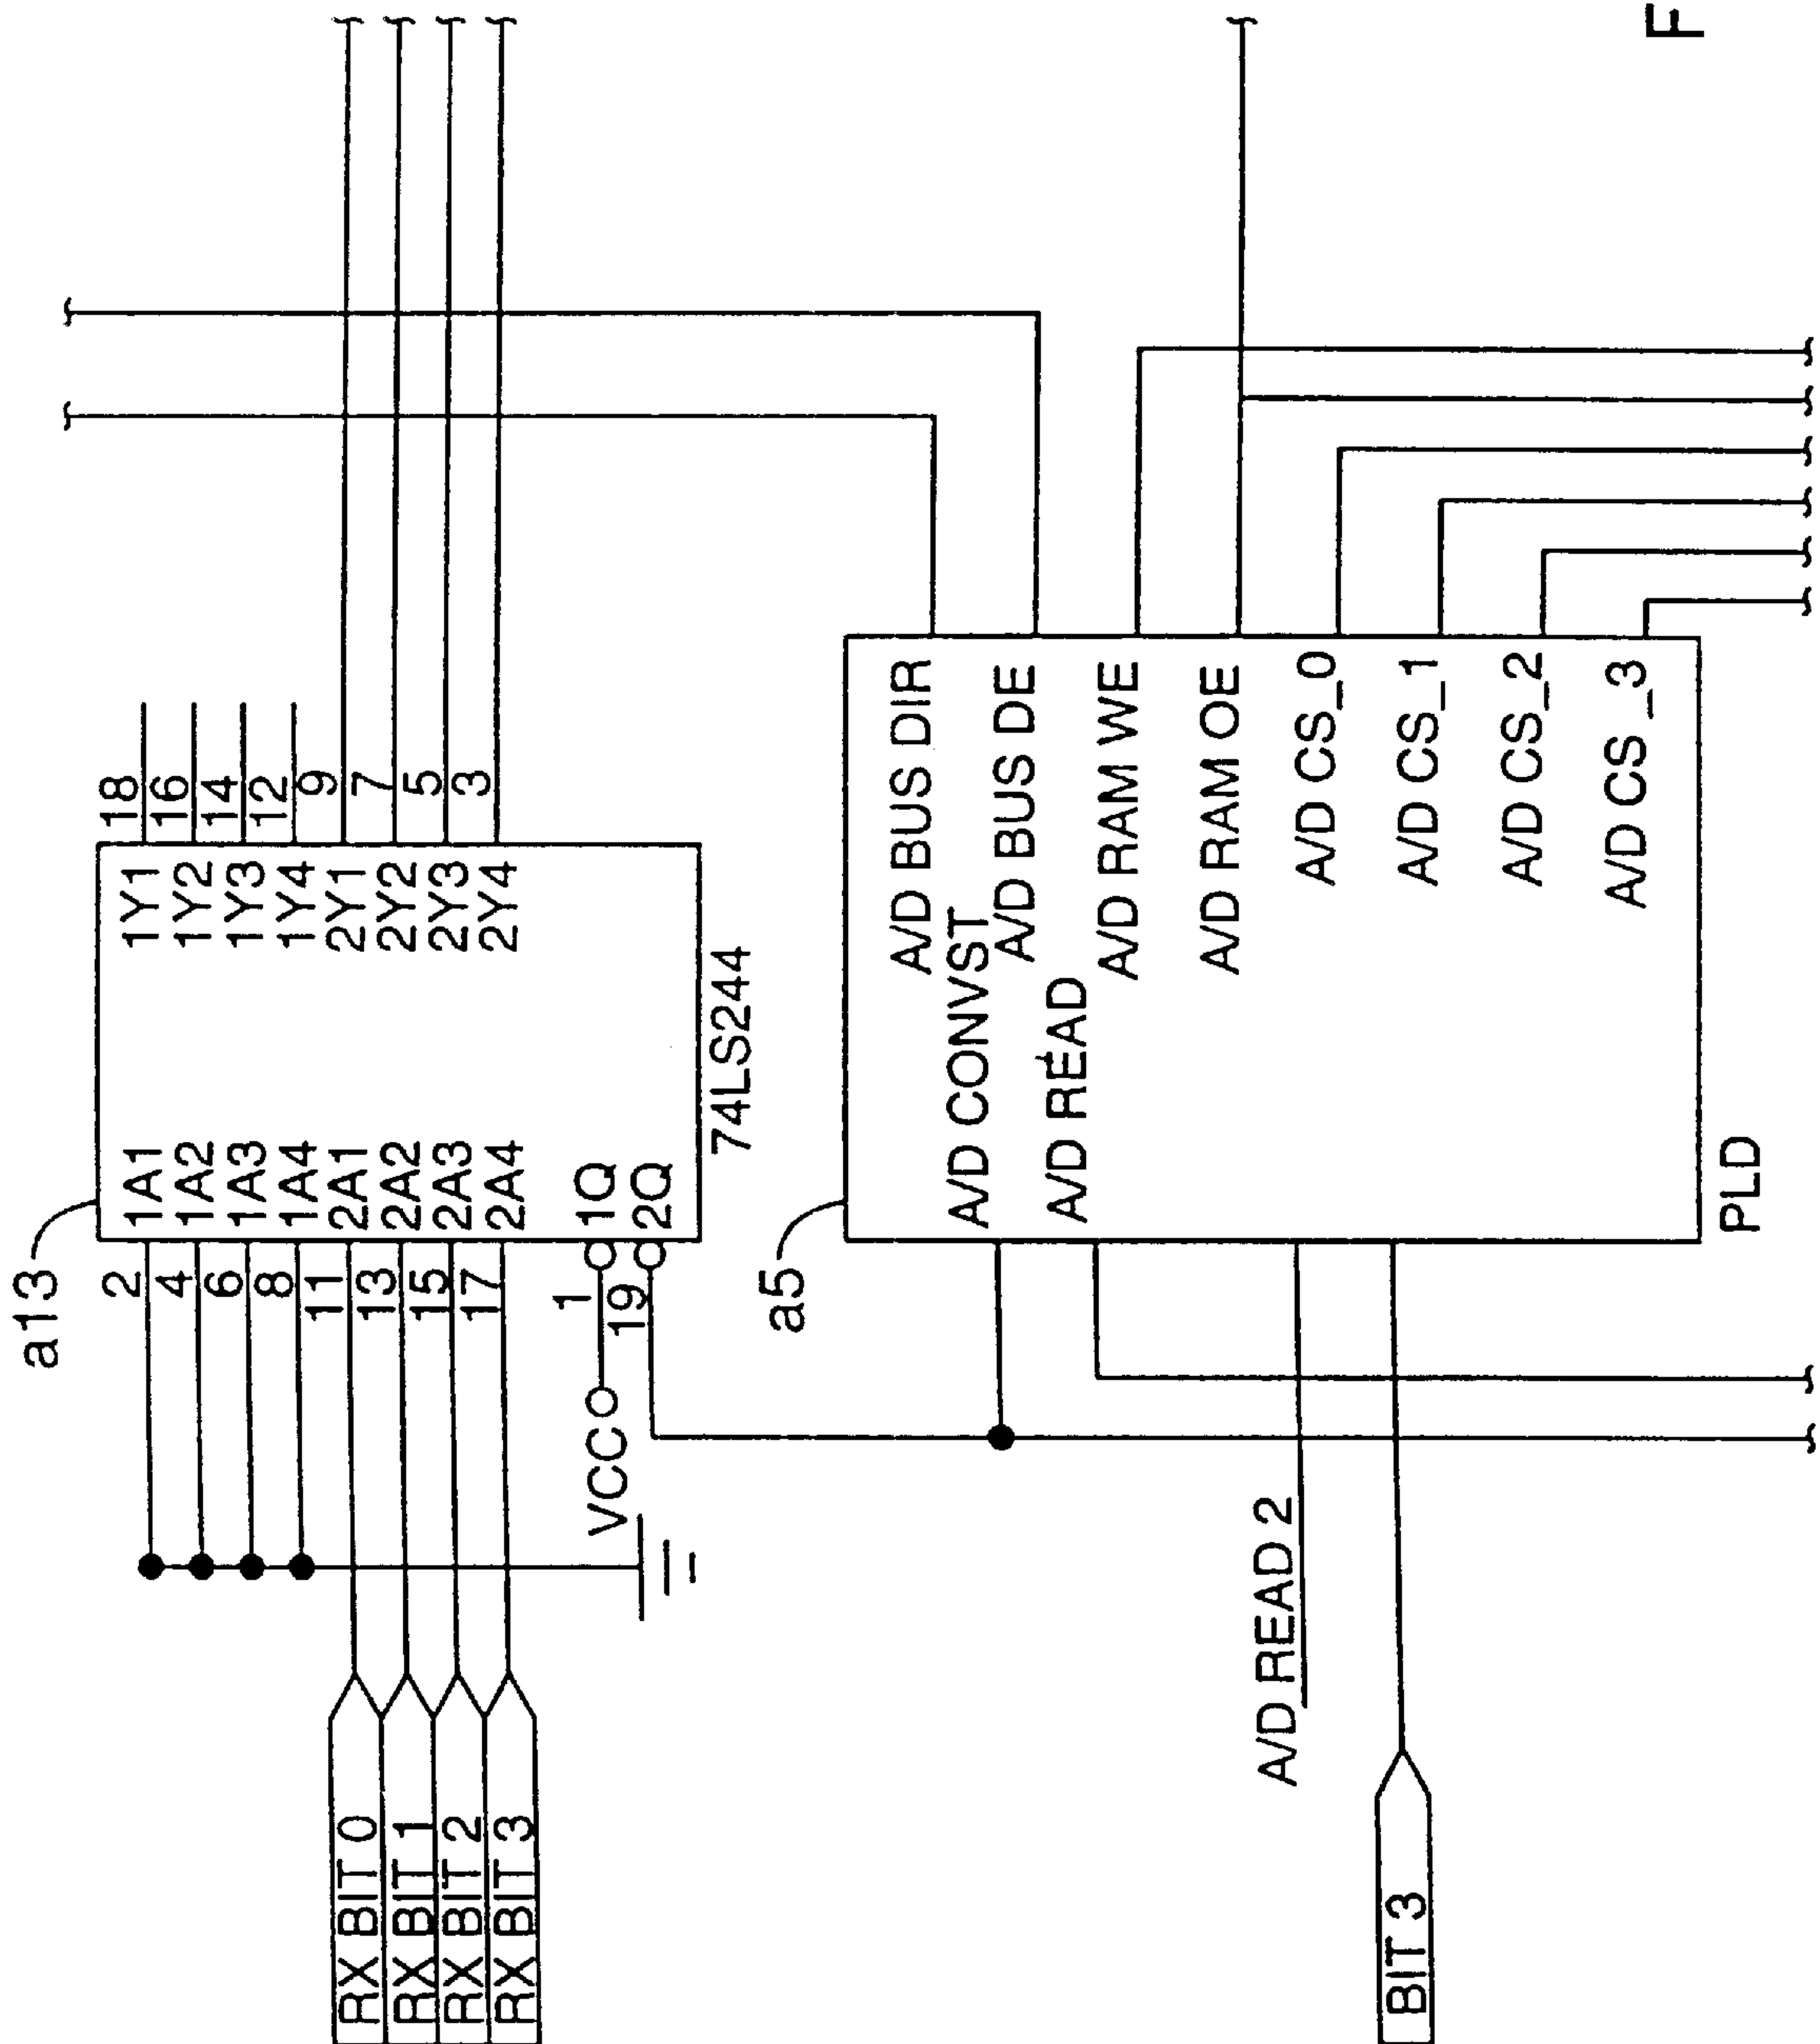 a13
2 1A1 1Y1 18
4 1A2 1Y2 16
6 1A3 1Y3 14
8 1A4 1Y4 12
RX BIT 0 11 2A1 2Y1 9
RX BIT 1 13 2A2 2Y2 7
RX BIT 2 15 2A3 2Y3 5
RX BIT 3 17 2A4 2Y4 3
VCC 1 1Q
19 2Q
74LS244
a5
A/D BUS DIR
A/D CONVST
A/D BUS DE
A/D READ
A/D RAM WE
A/D RAM OE
A/D READ 2
A/D CS_0
BIT 3
A/D CS_1
A/D CS_2
A/D CS _3
PLD
F